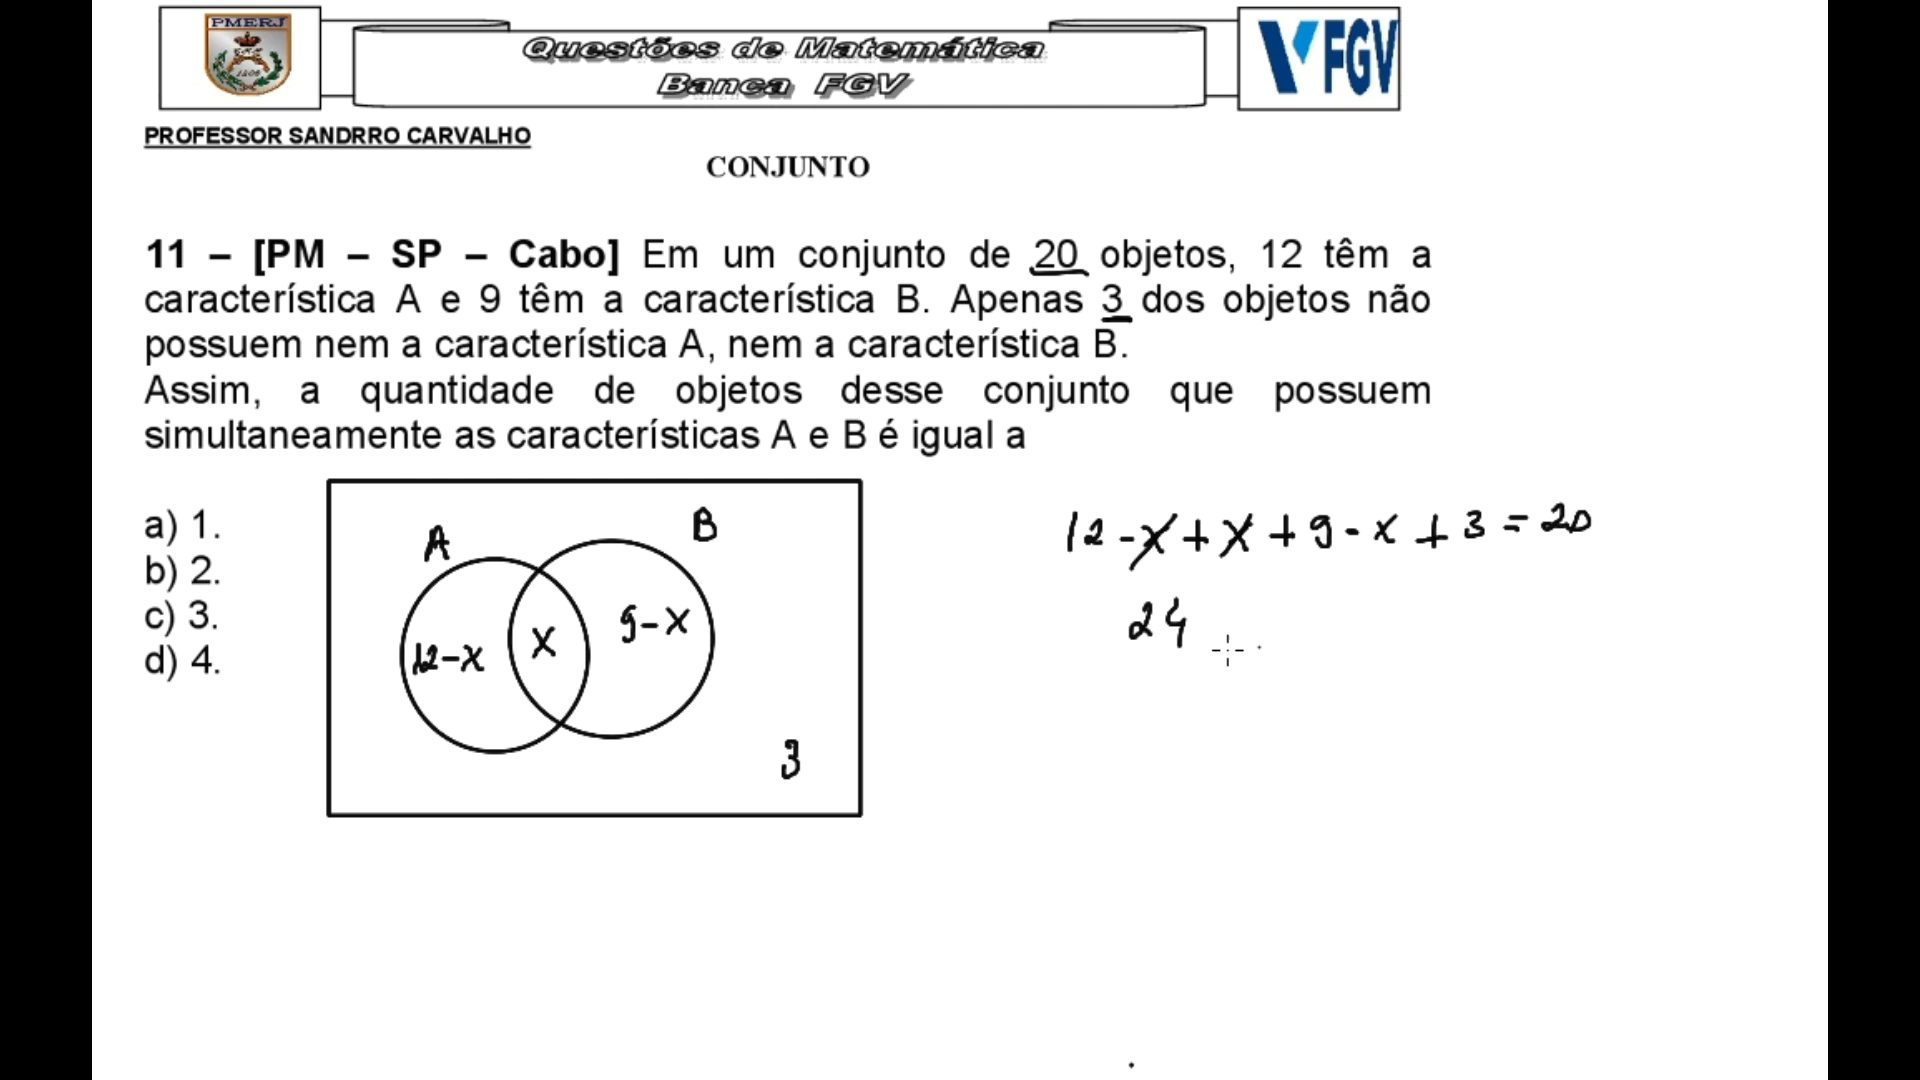 PMERJ
1809
Questões de Matemática
Banca FGV
FGV
PROFESSOR SANDRRO CARVALHO
CONJUNTO
11 – [PM – SP – Cabo] Em um conjunto de 20 objetos, 12 têm a
característica A e 9 têm a característica B. Apenas 3 dos objetos não
possuem nem a característica A, nem a característica B.
Assim, a quantidade de objetos desse conjunto que possuem
simultaneamente as características A e B é igual a
a) 1.
b) 2.
c) 3.
d) 4.
A
B
12-x
x
9-x
3
12-x+x+9-x+3=20
24